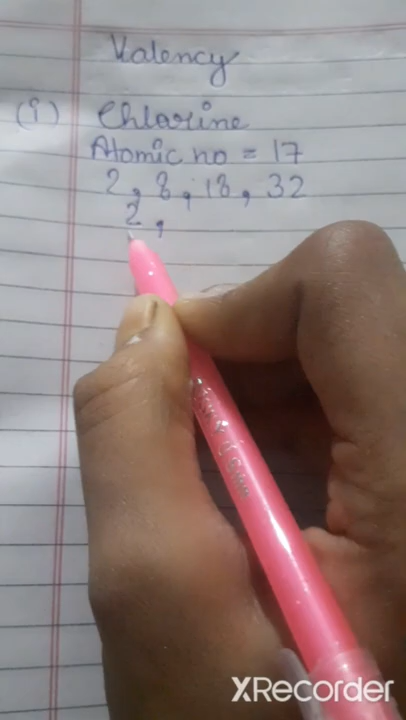 Valency
(i) Chlorine
Atomic no = 17
2, 8, 18, 32
2,
XRecorder